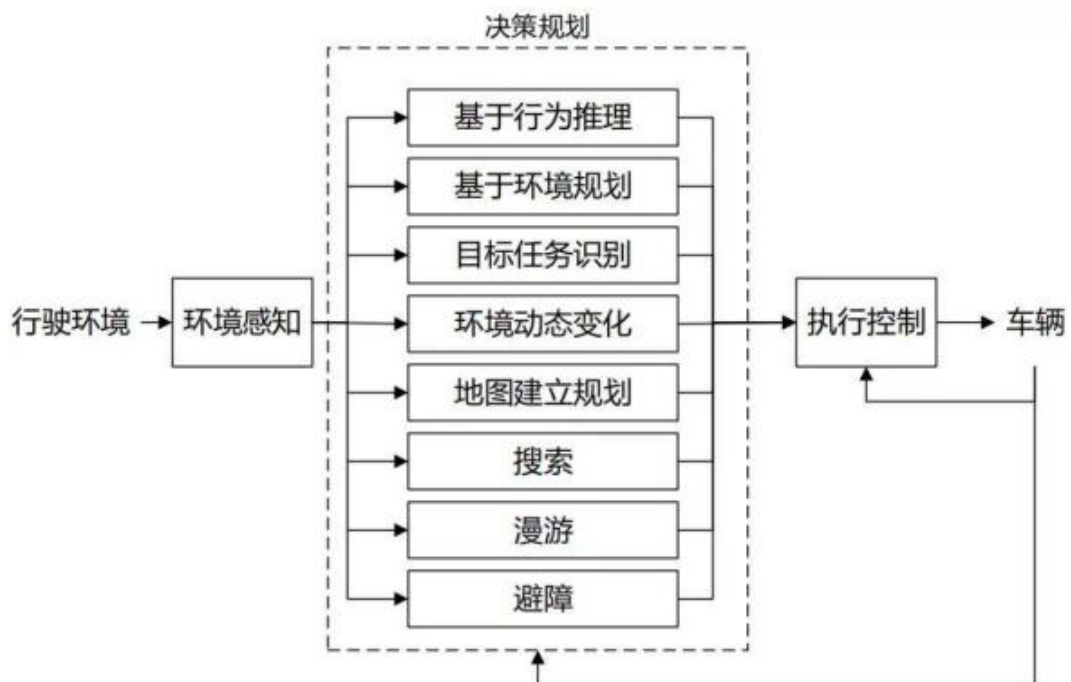 决策规划
基于行为推理
基于环境规划
目标任务识别
行驶环境
环境感知
环境动态变化
执行控制
车辆
地图建立规划
搜索
漫游
避障